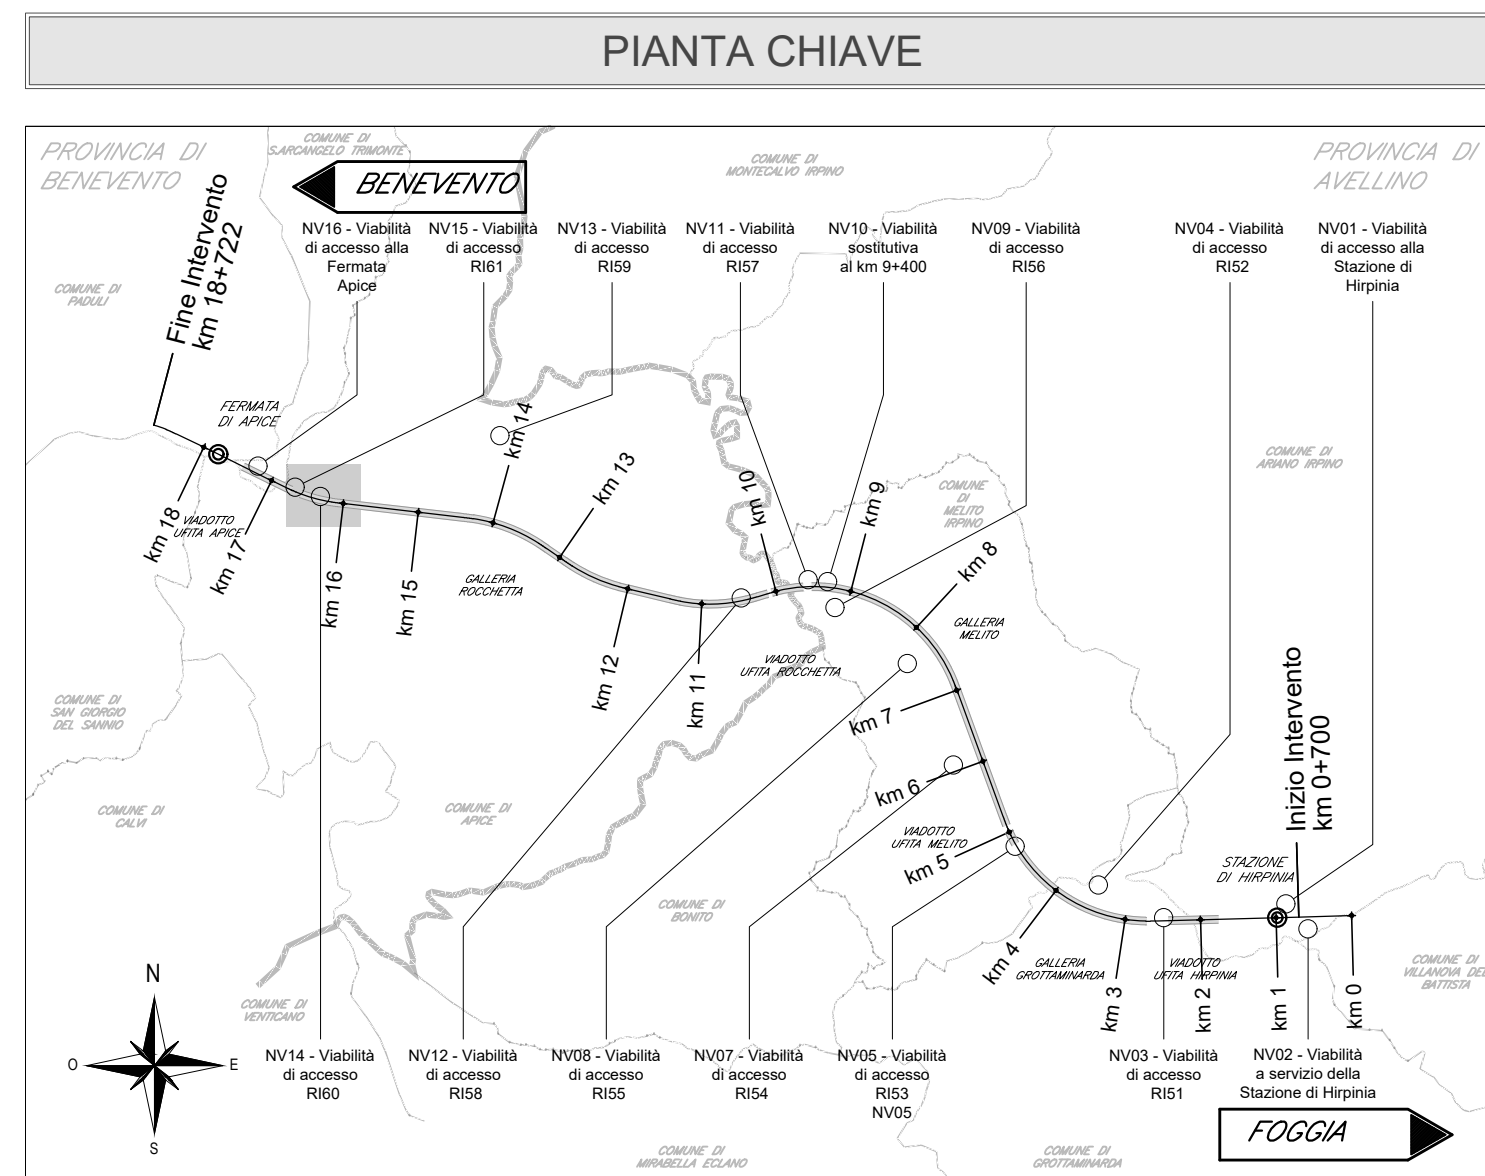 PIANTA CHIAVE
PROVINCIA DI
BENEVENTO
COMUNE DI
S.ARCANGELO TRIMONTE
BENEVENTO
COMUNE DI
MONTECALVO IRPINO
PROVINCIA DI
AVELLINO
Fine Intervento
km 18+722
NV16 - Viabilità
di accesso alla
Fermata
Apice
NV15 - Viabilità
di accesso
RI61
NV13 - Viabilità
di accesso
RI59
NV11 - Viabilità
di accesso
RI57
NV10 - Viabilità
sostitutiva
al km 9+400
NV09 - Viabilità
di accesso
RI56
NV04 - Viabilità
di accesso
RI52
NV01 - Viabilità
di accesso alla
Stazione di
Hirpinia
COMUNE DI
PADULI
FERMATA
DI APICE
COMUNE DI
ARIANO IRPINO
COMUNE
DI
MELITO
IRPINO
km 18
VIADOTTO
UFITA APICE
km 17
km 16
km 15
km 14
km 13
km 12
km 11
km 10
km 9
km 8
GALLERIA
ROCCHETTA
GALLERIA
MELITO
VIADOTTO
UFITA ROCCHETTA
km 7
km 6
VIADOTTO
UFITA MELITO
km 5
Inizio Intervento
km 0+700
COMUNE DI
SAN GIORGIO
DEL SANNIO
COMUNE DI
CALVI
COMUNE DI
APICE
COMUNE DI
BONITO
STAZIONE
DI HIRPINIA
km 4
GALLERIA
GROTTAMINARDA
km 3
VIADOTTO
UFITA HIRPINIA
km 2
km 1
km 0
COMUNE DI
VILLANOVA DEL
BATTISTA
COMUNE DI
VENTICANO
N
O
E
S
NV14 - Viabilità
di accesso
RI60
NV12 - Viabilità
di accesso
RI58
NV08 - Viabilità
di accesso
RI55
NV07 - Viabilità
di accesso
RI54
NV05 - Viabilità
di accesso
RI53
NV05
NV03 - Viabilità
di accesso
RI51
NV02 - Viabilità
a servizio della
Stazione di Hirpinia
FOGGIA
COMUNE DI
MIRABELLA ECLANO
COMUNE DI
GROTTAMINARDA